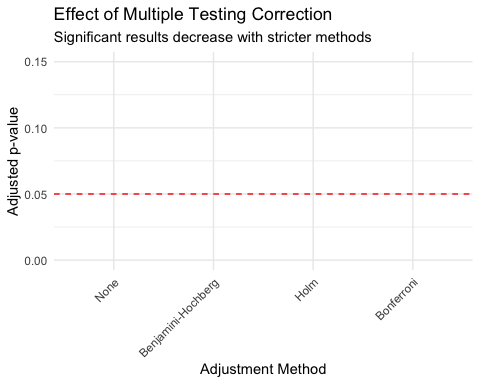 Effect of Multiple Testing Correction
Significant results decrease with stricter methods
Adjusted p-value
0.15
0.10
0.05
0.00
None
Benjamini-Hochberg
Holm
Bonferroni
Adjustment Method